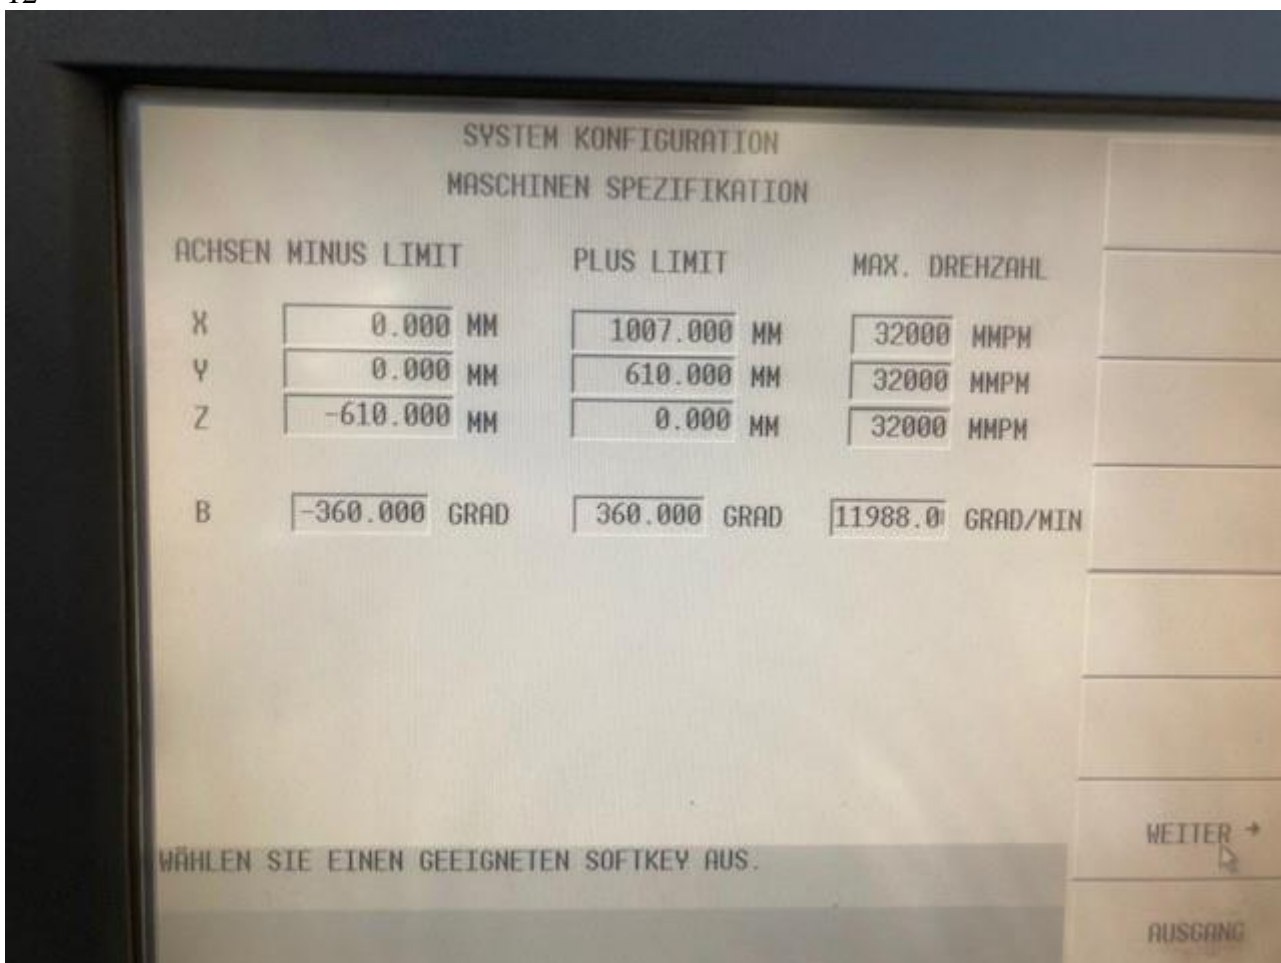 SYSTEM KONFIGURATION
MASCHINEN SPEZIFIKATION
ACHSEN MINUS LIMIT PLUS LIMIT MAX. DREHZAHL
X 0.000 MM 1007.000 MM 32000 MMPM
Y 0.000 MM 610.000 MM 32000 MMPM
Z -610.000 MM 0.000 MM 32000 MMPM
B -360.000 GRAD 360.000 GRAD 11988.0 GRAD/MIN
WEITER →
WÄHLEN SIE EINEN GEEIGNETEN SOFTKEY AUS.
AUSGANG